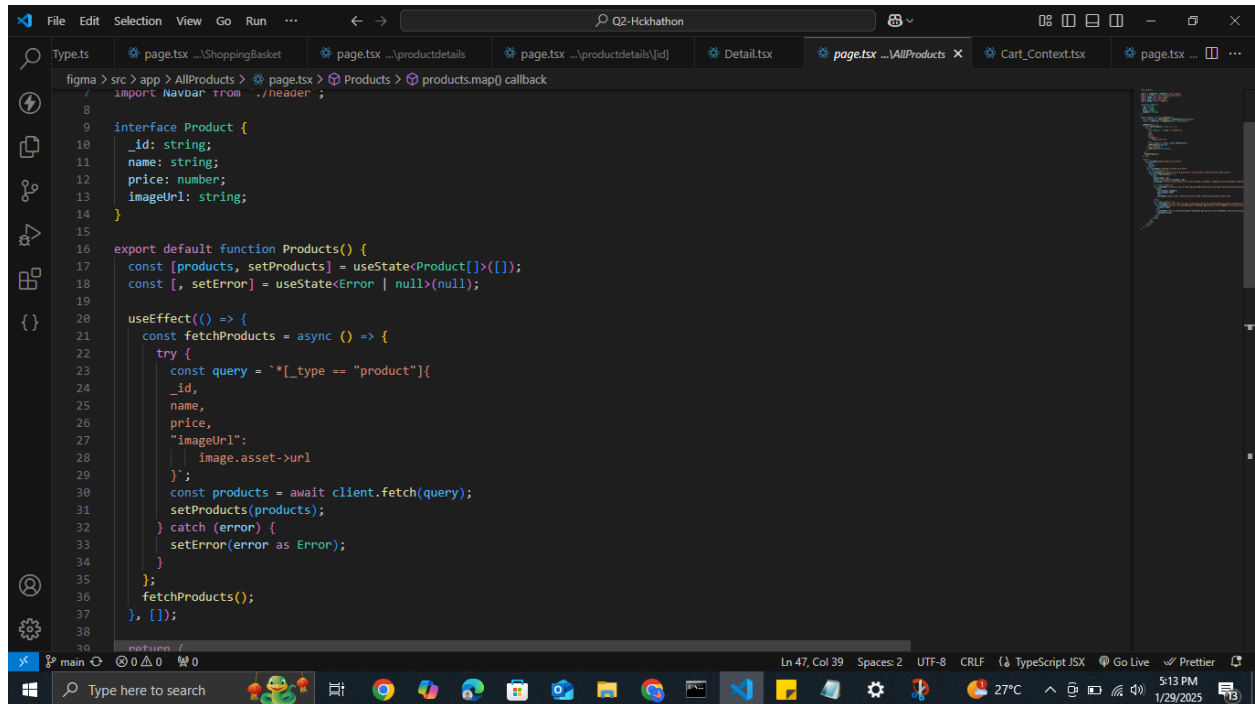 File Edit Selection View Go Run ··· ← → Q2-Hckhathon
Type.ts page.tsx ...\ShoppingBasket page.tsx ...\productdetails page.tsx ...\productdetails\[id] Detail.tsx page.tsx ...\AllProducts × Cart_Context.tsx page.tsx ...
figma > src > app > AllProducts > page.tsx > Products > products.map() callback
7 import Navbar from "./header";
8
9 interface Product {
10 _id: string;
11 name: string;
12 price: number;
13 imageUrl: string;
14 }
15
16 export default function Products() {
17 const [products, setProducts] = useState<Product[]>([]);
18 const [, setError] = useState<Error | null>(null);
19
20 useEffect(() => {
21 const fetchProducts = async () => {
22 try {
23 const query = `*[_type == "product"]{
24 _id,
25 name,
26 price,
27 "imageUrl":
28 image.asset->url
29 }`;
30 const products = await client.fetch(query);
31 setProducts(products);
32 } catch (error) {
33 setError(error as Error);
34 }
35 };
36 fetchProducts();
37 }, []);
38
39 return (
main 0 0 0 Ln 47, Col 39 Spaces: 2 UTF-8 CRLF TypeScript JSX Go Live Prettier
Type here to search 27°C 5:13 PM
1/29/2025 13